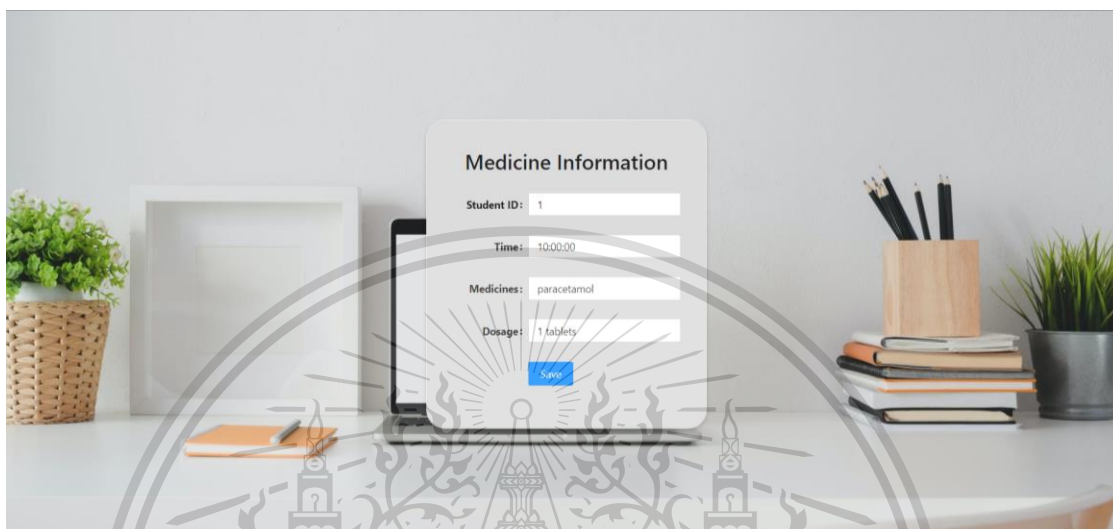 Medicine Information
Student ID: 1
Time: 10:00:00
Medicines: paracetamol
Dosage: 1 tablets
Save